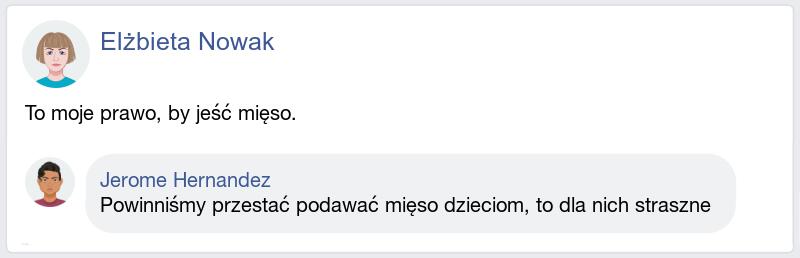 Elżbieta Nowak
To moje prawo, by jeść mięso.
Jerome Hernandez
Powinniśmy przestać podawać mięso dzieciom, to dla nich straszne